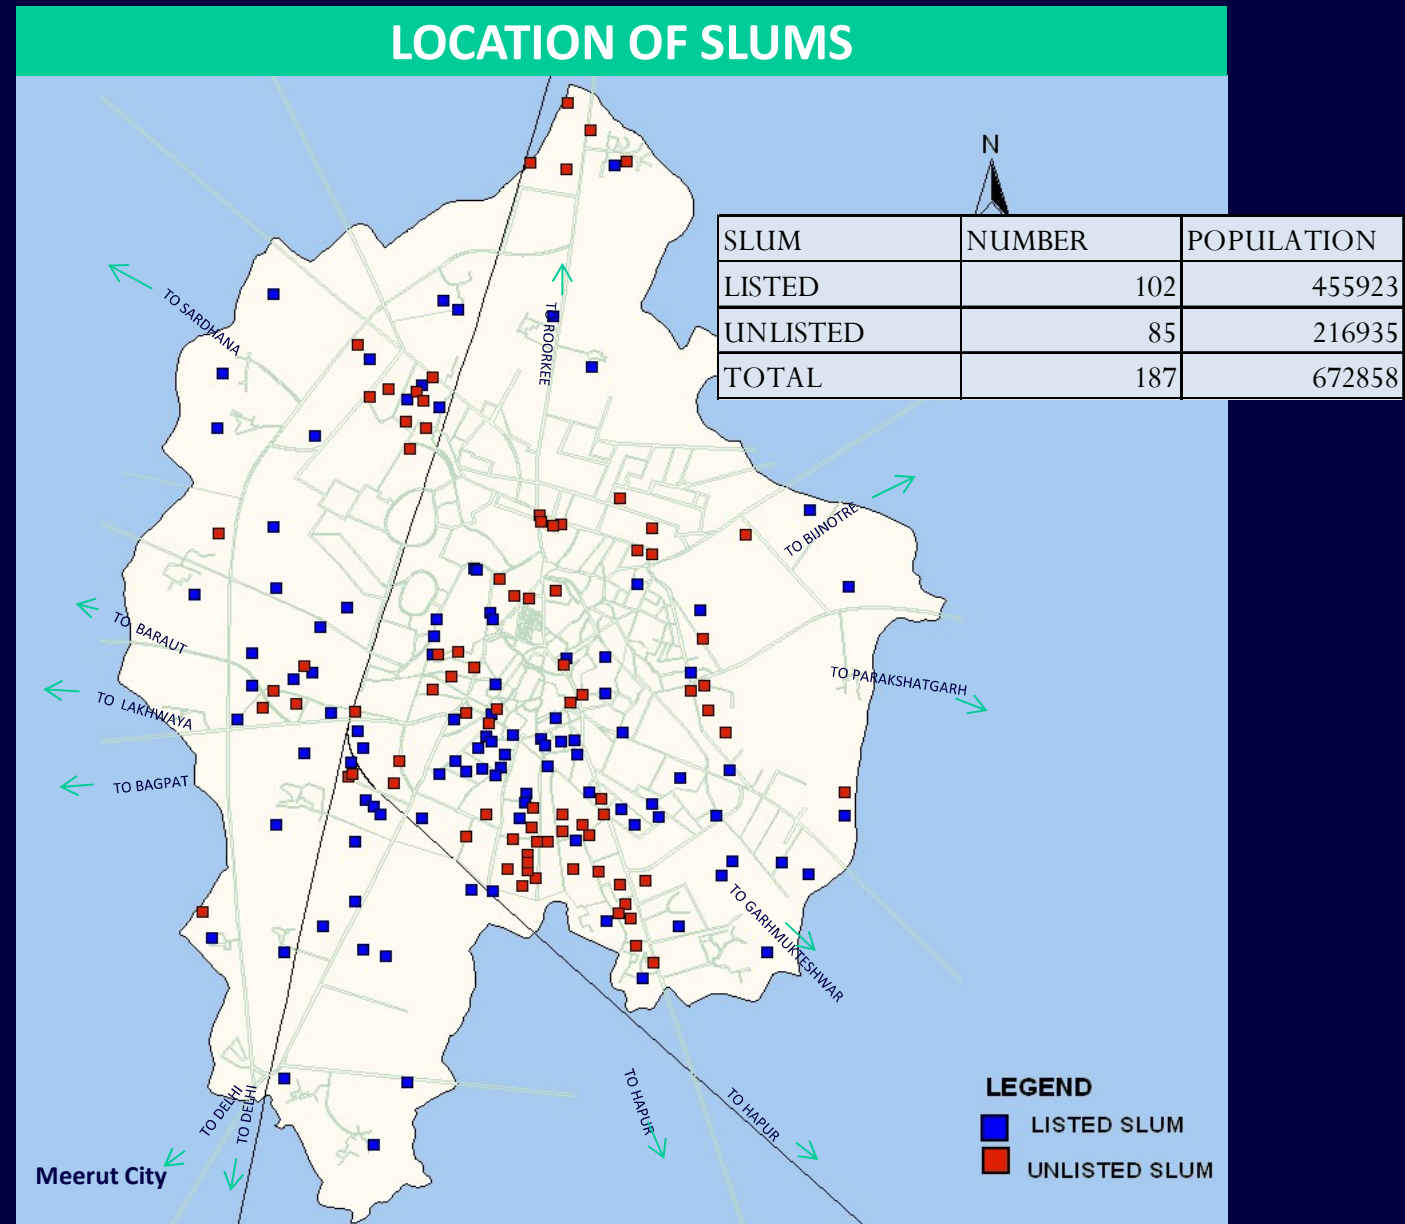 LOCATION OF SLUMS
N
SLUM NUMBER POPULATION
LISTED 102 455923
UNLISTED 85 216935
TOTAL 187 672858
TO SARDHANA
TO ROORKEE
TO BIJNOTRE
TO BARAUT
TO PARAKSHATGARH
TO LAKHWAYA
TO BAGPAT
TO GARHMUKTESHWAR
TO DELHI
TO DELHI
TO HAPUR
TO HAPUR
LEGEND
LISTED SLUM
UNLISTED SLUM
Meerut City